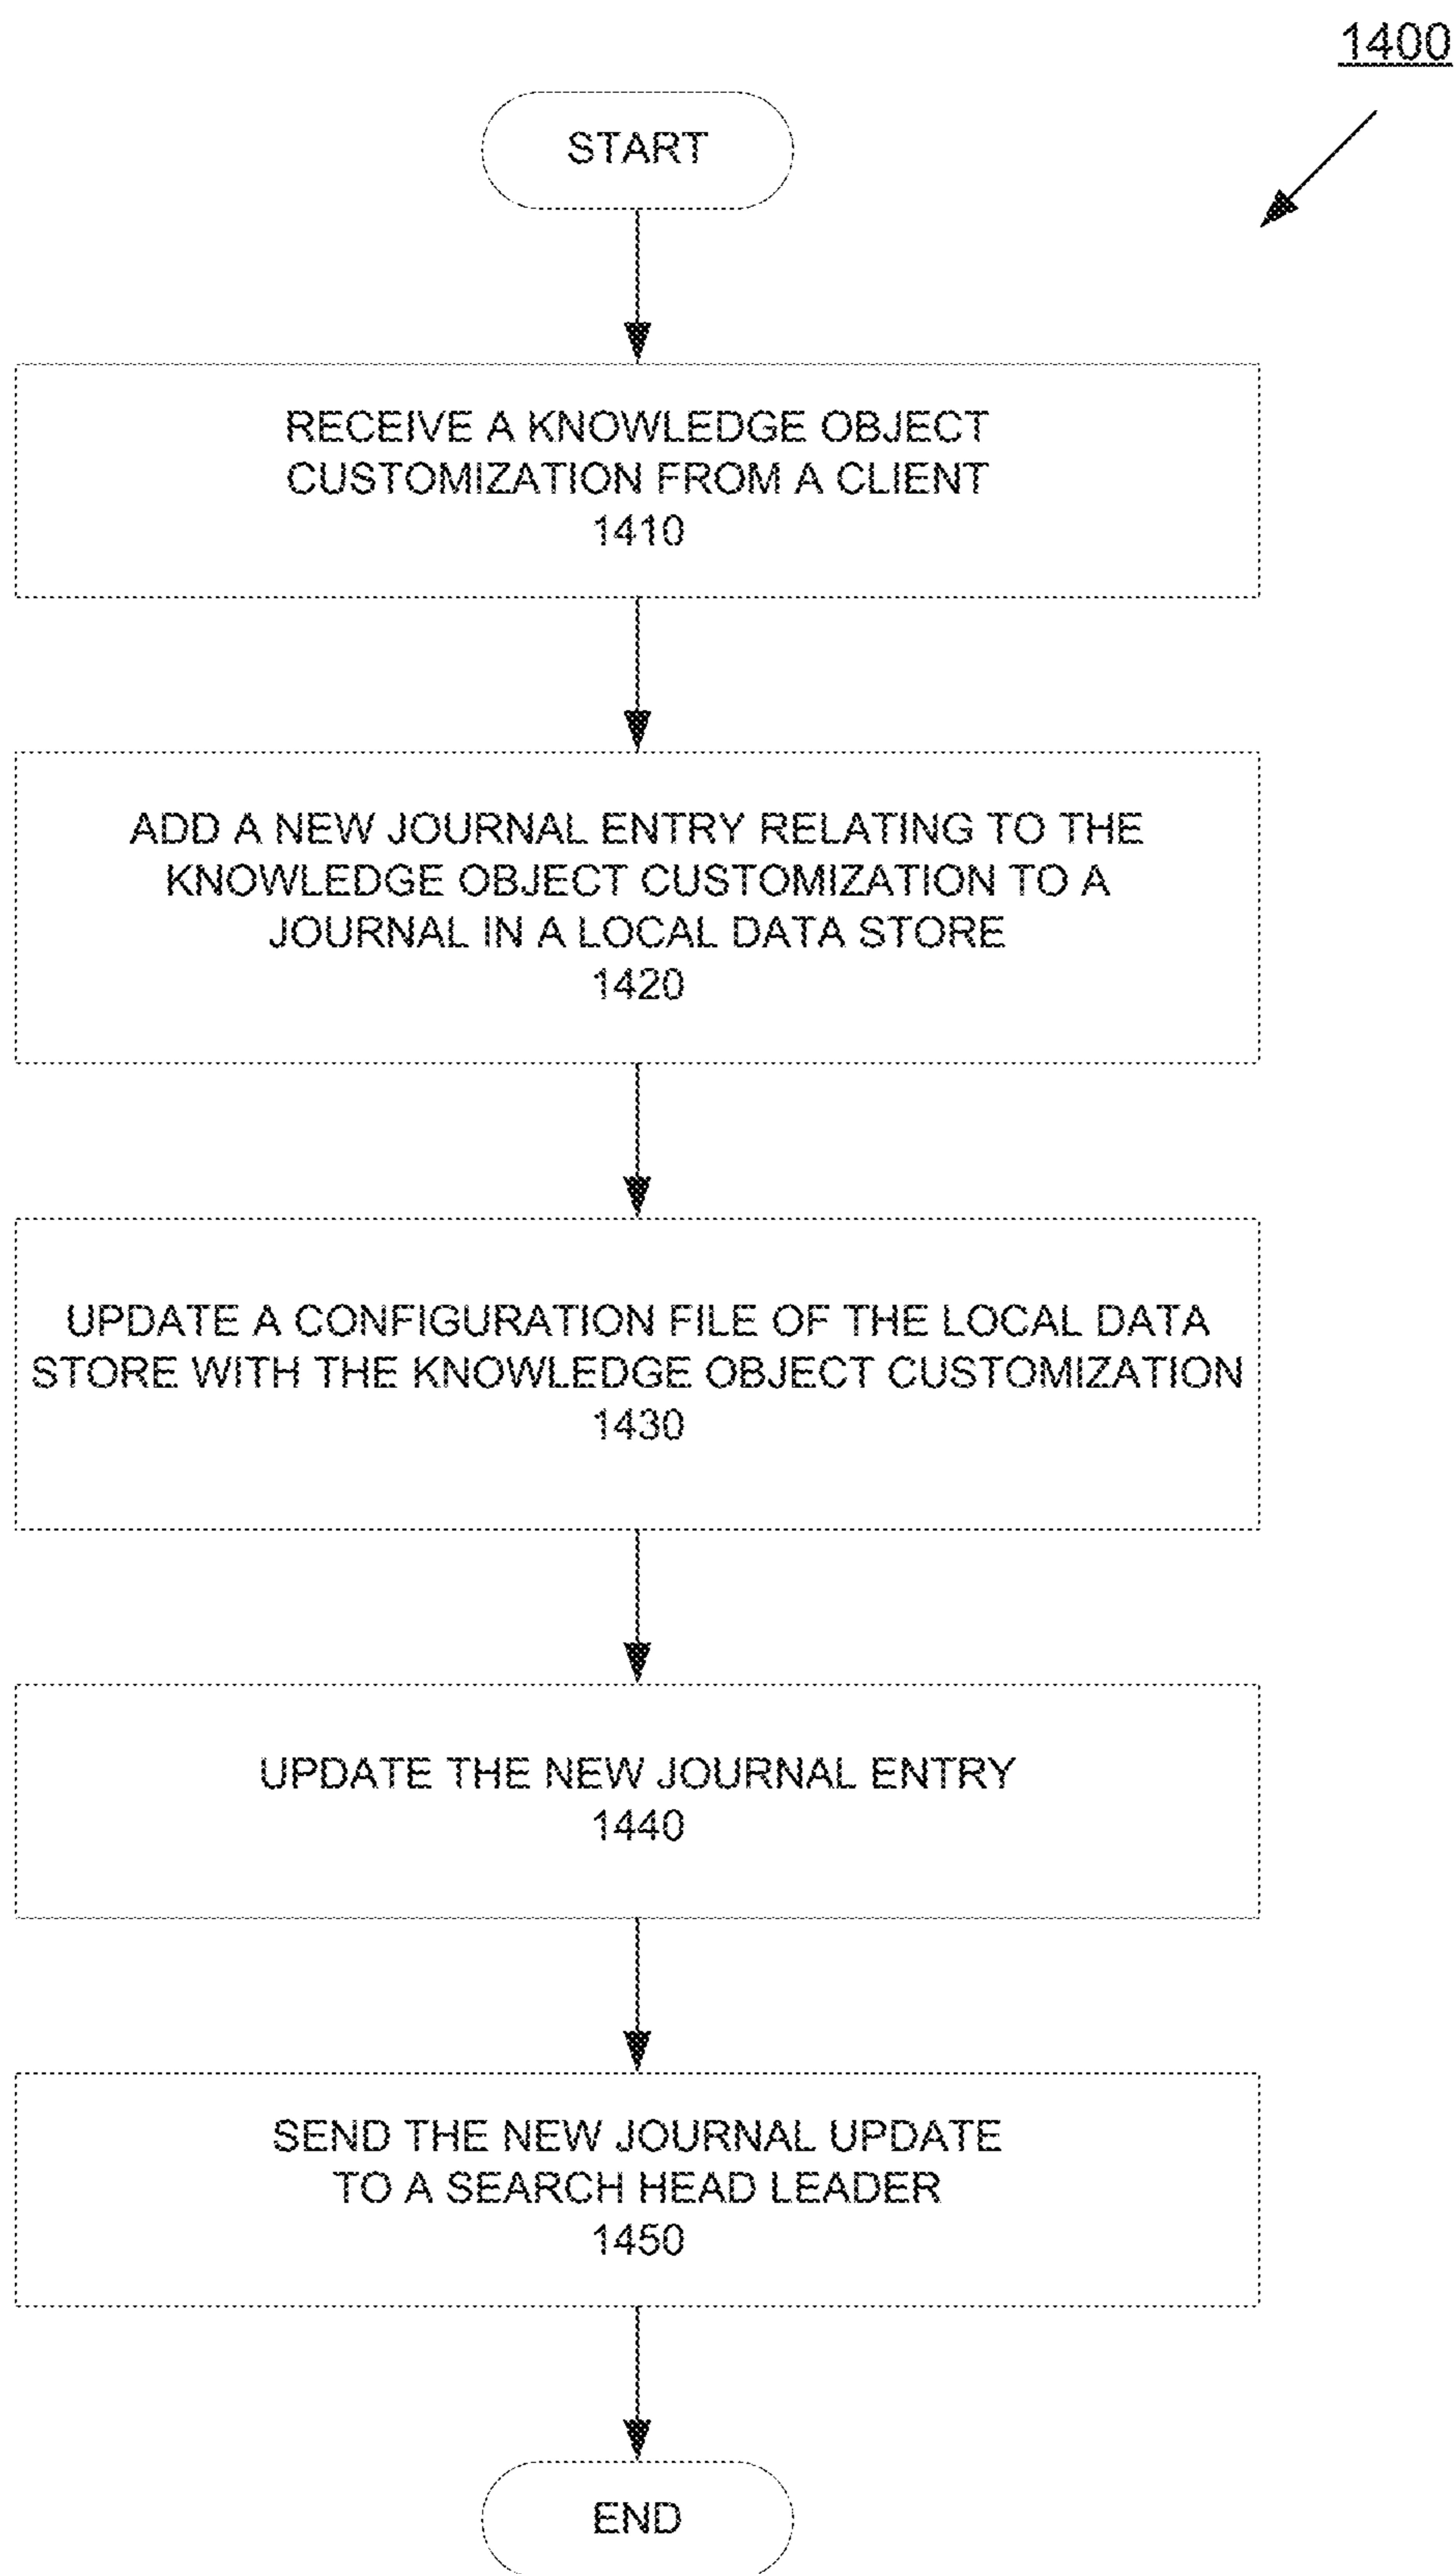 1400
START
RECEIVE A KNOWLEDGE OBJECT
CUSTOMIZATION FROM A CLIENT
1410
ADD A NEW JOURNAL ENTRY RELATING TO THE
KNOWLEDGE OBJECT CUSTOMIZATION TO A
JOURNAL IN A LOCAL DATA STORE
1420
UPDATE A CONFIGURATION FILE OF THE LOCAL DATA
STORE WITH THE KNOWLEDGE OBJECT CUSTOMIZATION
1430
UPDATE THE NEW JOURNAL ENTRY
1440
SEND THE NEW JOURNAL UPDATE
TO A SEARCH HEAD LEADER
1450
END